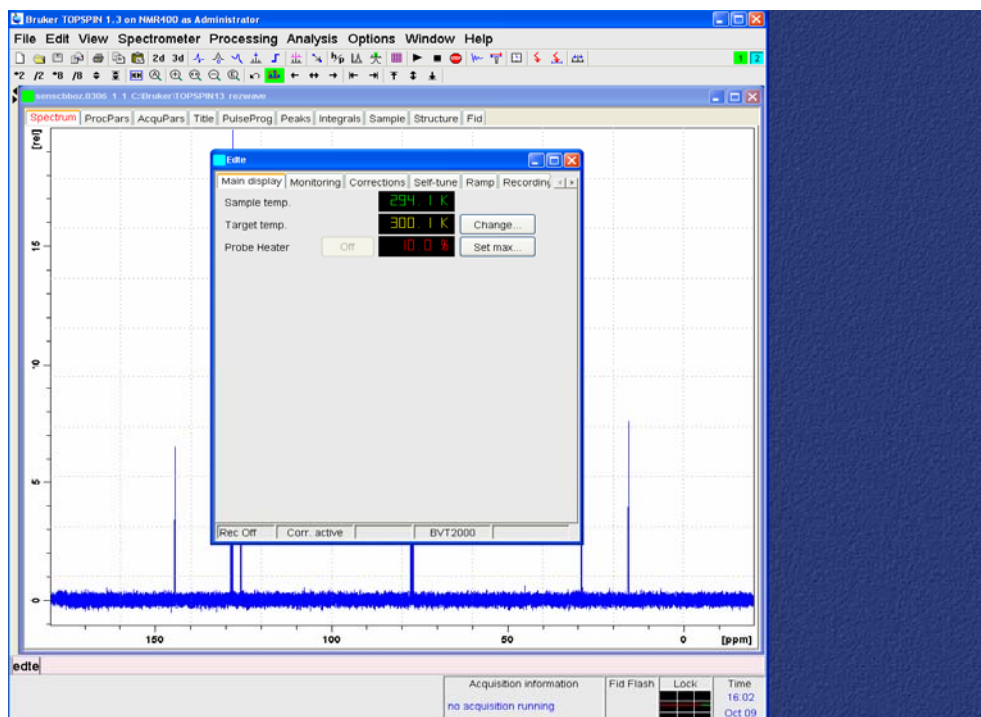 Bruker TOPSPIN 1.3 on NMR400 as Administrator
File Edit View Spectrometer Processing Analysis Options Window Help
2d 3d
1 2
*2 /2 *8 /8
senscbboz.0306 1 1 C:\Bruker\TOPSPIN13 rozwave
Spectrum ProcPars AcquPars Title PulseProg Peaks Integrals Sample Structure Fid
[rel]
Edte
Main display Monitoring Corrections Self-tune Ramp Recording
Sample temp. 294.1 K
Target temp. 300.1 K Change...
Probe Heater Off 10.0 % Set max...
15
10
5
0
Rec Off Corr. active BVT2000
150 100 50 0 [ppm]
edte
Acquisition information Fid Flash Lock Time
no acquisition running 16:02
Oct 09